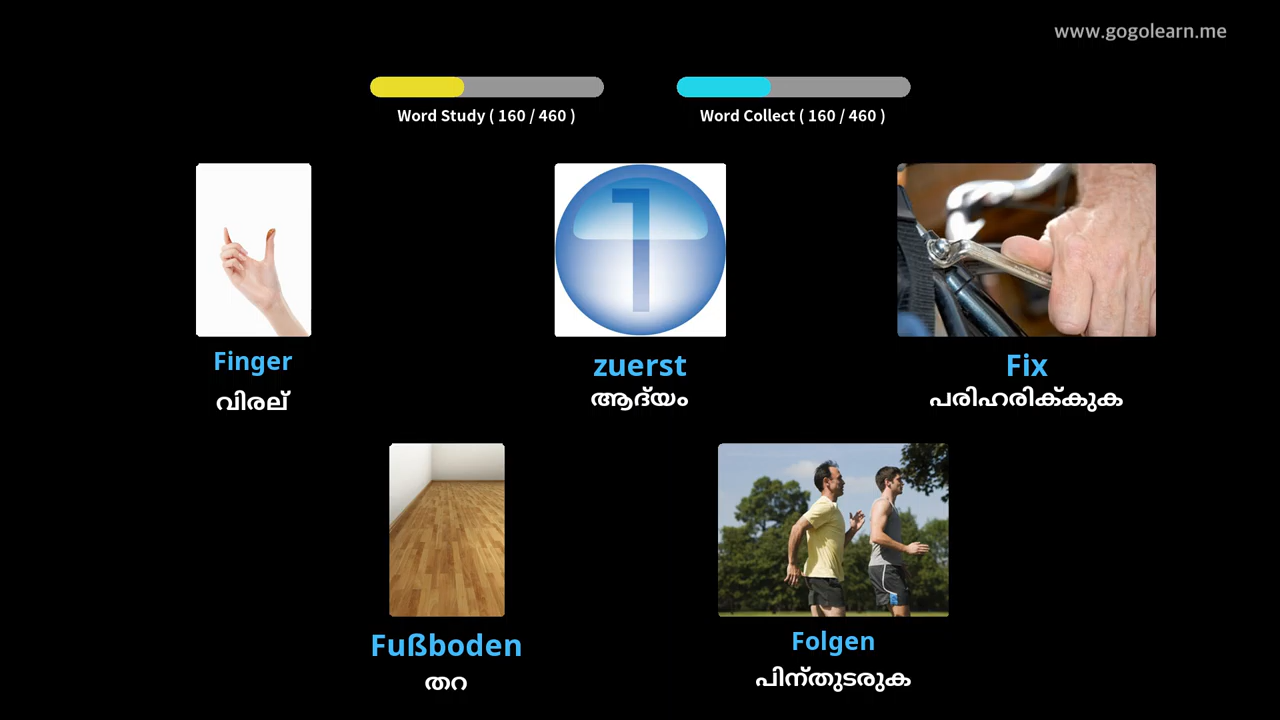 www.gogolearn.me
Word Study ( 160 / 460 )
Word Collect ( 160 / 460 )
1
Finger
വിരല്
zuerst
ആദ്യം
Fix
പരിഹരിക്കുക
Fußboden
തറ
Folgen
പിന്തുടരുക